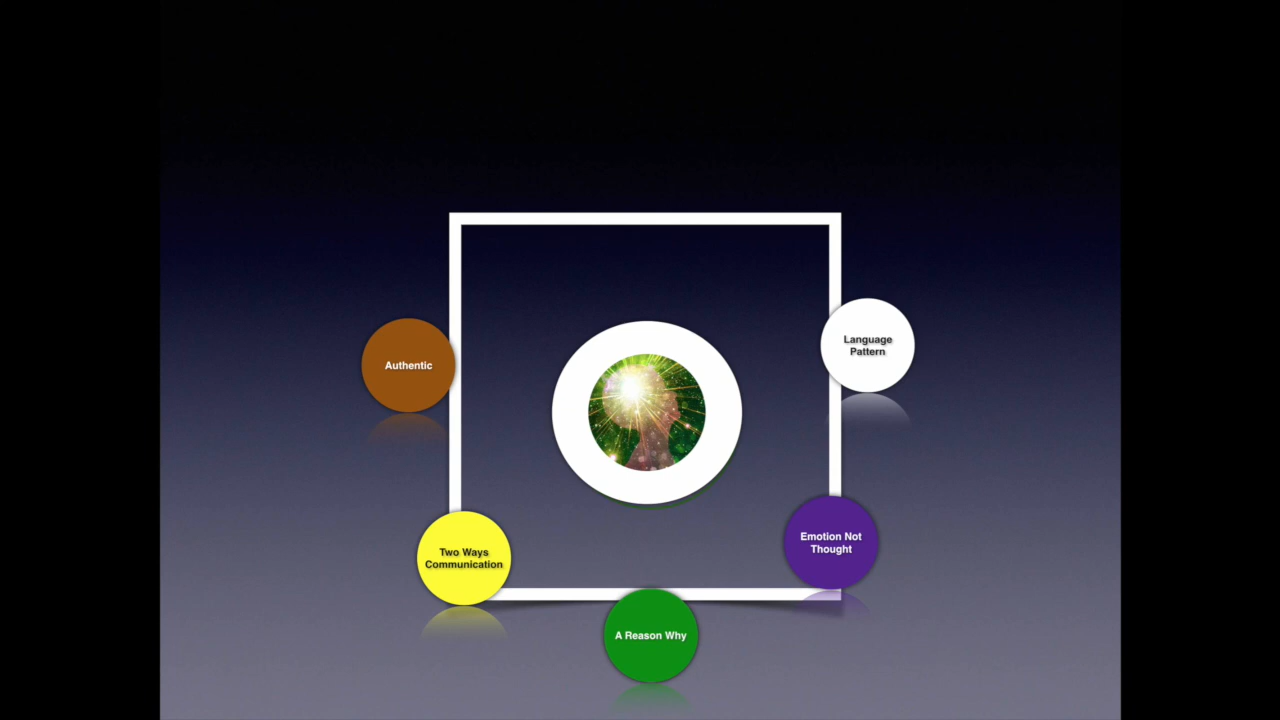 Language
Pattern
Authentic
Emotion Not
Thought
Two Ways
Communication
A Reason Why